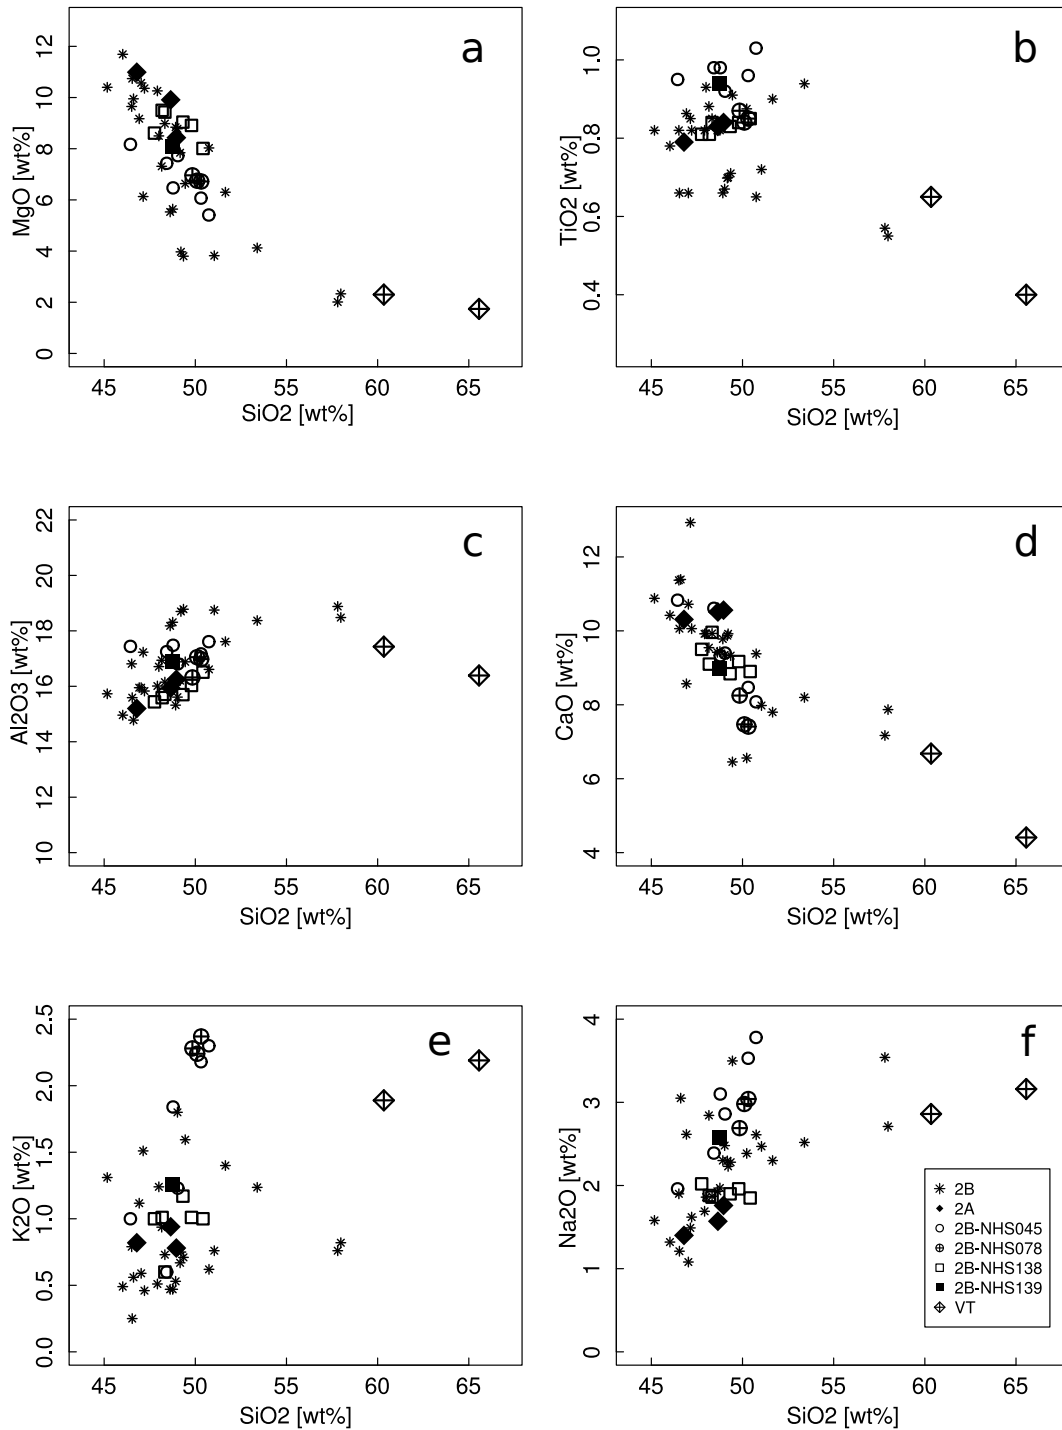 a
MgO [wt%]
0 2 4 6 8 10 12
45 50 55 60 65
SiO2 [wt%]
b
TiO2 [wt%]
0.4 0.6 0.8 1.0
45 50 55 60 65
SiO2 [wt%]
c
Al2O3 [wt%]
10 12 14 16 18 20 22
45 50 55 60 65
SiO2 [wt%]
d
CaO [wt%]
4 6 8 10 12
45 50 55 60 65
SiO2 [wt%]
e
K2O [wt%]
0.0 0.5 1.0 1.5 2.0 2.5
45 50 55 60 65
SiO2 [wt%]
f
Na2O [wt%]
0 1 2 3 4
45 50 55 60 65
SiO2 [wt%]
2B
2A
2B-NHS045
2B-NHS078
2B-NHS138
2B-NHS139
VT